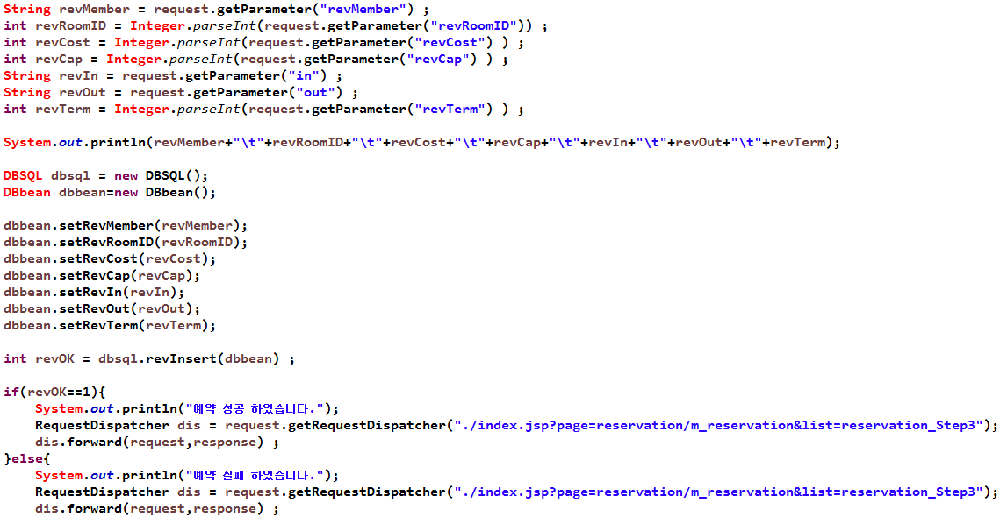 String revMember = request.getParameter("revMember") ;
int revRoomID = Integer.parseInt(request.getParameter("revRoomID")) ;
int revCost = Integer.parseInt(request.getParameter("revCost") ) ;
int revCap = Integer.parseInt(request.getParameter("revCap") ) ;
String revIn = request.getParameter("in") ;
String revOut = request.getParameter("out") ;
int revTerm = Integer.parseInt(request.getParameter("revTerm") ) ;
System.out.println(revMember+"\t"+revRoomID+"\t"+revCost+"\t"+revCap+"\t"+revIn+"\t"+revOut+"\t"+revTerm);
DBSQL dbsql = new DBSQL();
DBbean dbbean=new DBbean();
dbbean.setRevMember(revMember);
dbbean.setRevRoomID(revRoomID);
dbbean.setRevCost(revCost);
dbbean.setRevCap(revCap);
dbbean.setRevIn(revIn);
dbbean.setRevOut(revOut);
dbbean.setRevTerm(revTerm);
int revOK = dbsql.revInsert(dbbean) ;
if(revOK==1){
    System.out.println("예약 성공 하였습니다.");
    RequestDispatcher dis = request.getRequestDispatcher("./index.jsp?page=reservation/m_reservation&list=reservation_Step3");
    dis.forward(request,response) ;
}else{
    System.out.println("예약 실패 하였습니다.");
    RequestDispatcher dis = request.getRequestDispatcher("./index.jsp?page=reservation/m_reservation&list=reservation_Step3");
    dis.forward(request,response) ;